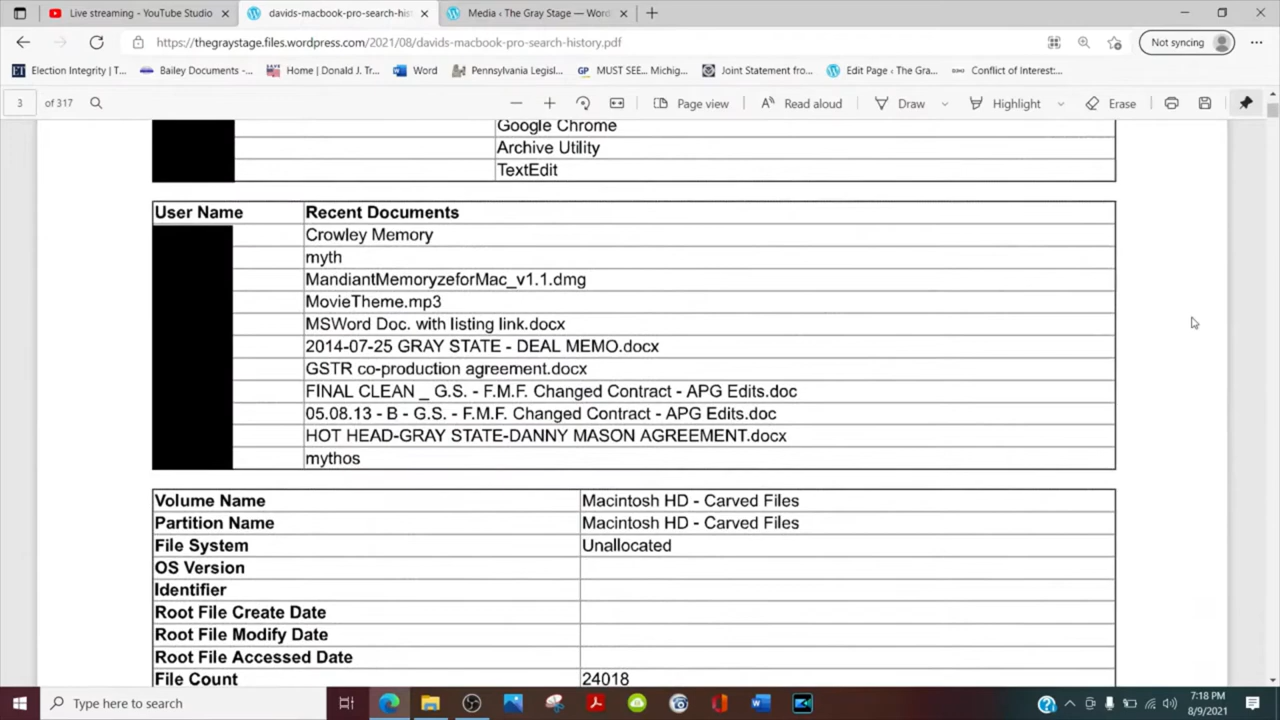 Live streaming - YouTube Studio
davids-macbook-pro-search-his
Media ‹ The Gray Stage — Wor
https://thegraystage.files.wordpress.com/2021/08/davids-macbook-pro-search-history.pdf
Not syncing
Election Integrity | T...
Bailey Documents -...
Home | Donald J. Tr...
Word
Pennsylvania Legisl...
MUST SEE... Michig...
Joint Statement fro...
Edit Page ‹ The Gra...
Conflict of Interest:...
3 of 317
Page view
Read aloud
Draw
Highlight
Erase
Google Chrome
Archive Utility
TextEdit
User Name Recent Documents
Crowley Memory
myth
MandiantMemoryzeforMac_v1.1.dmg
MovieTheme.mp3
MSWord Doc. with listing link.docx
2014-07-25 GRAY STATE - DEAL MEMO.docx
GSTR co-production agreement.docx
FINAL CLEAN _ G.S. - F.M.F. Changed Contract - APG Edits.doc
05.08.13 - B - G.S. - F.M.F. Changed Contract - APG Edits.doc
HOT HEAD-GRAY STATE-DANNY MASON AGREEMENT.docx
mythos
Volume Name Macintosh HD - Carved Files
Partition Name Macintosh HD - Carved Files
File System Unallocated
OS Version
Identifier
Root File Create Date
Root File Modify Date
Root File Accessed Date
File Count 24018
Type here to search
7:18 PM
8/9/2021